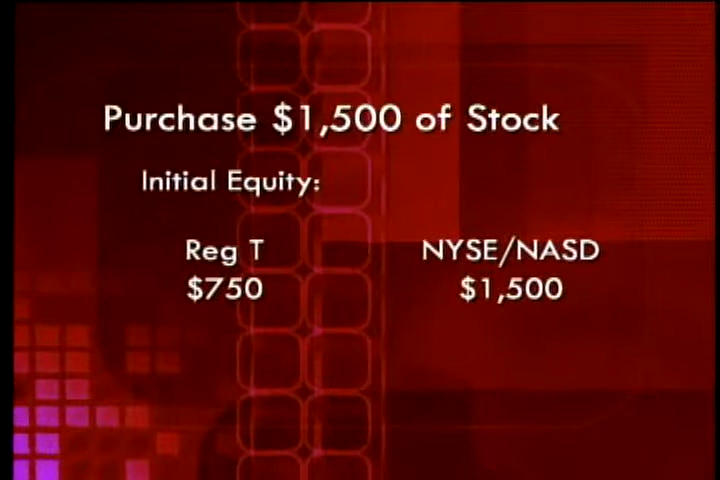 Purchase $1,500 of Stock
Initial Equity:
Reg T NYSE/NASD
$750 $1,500